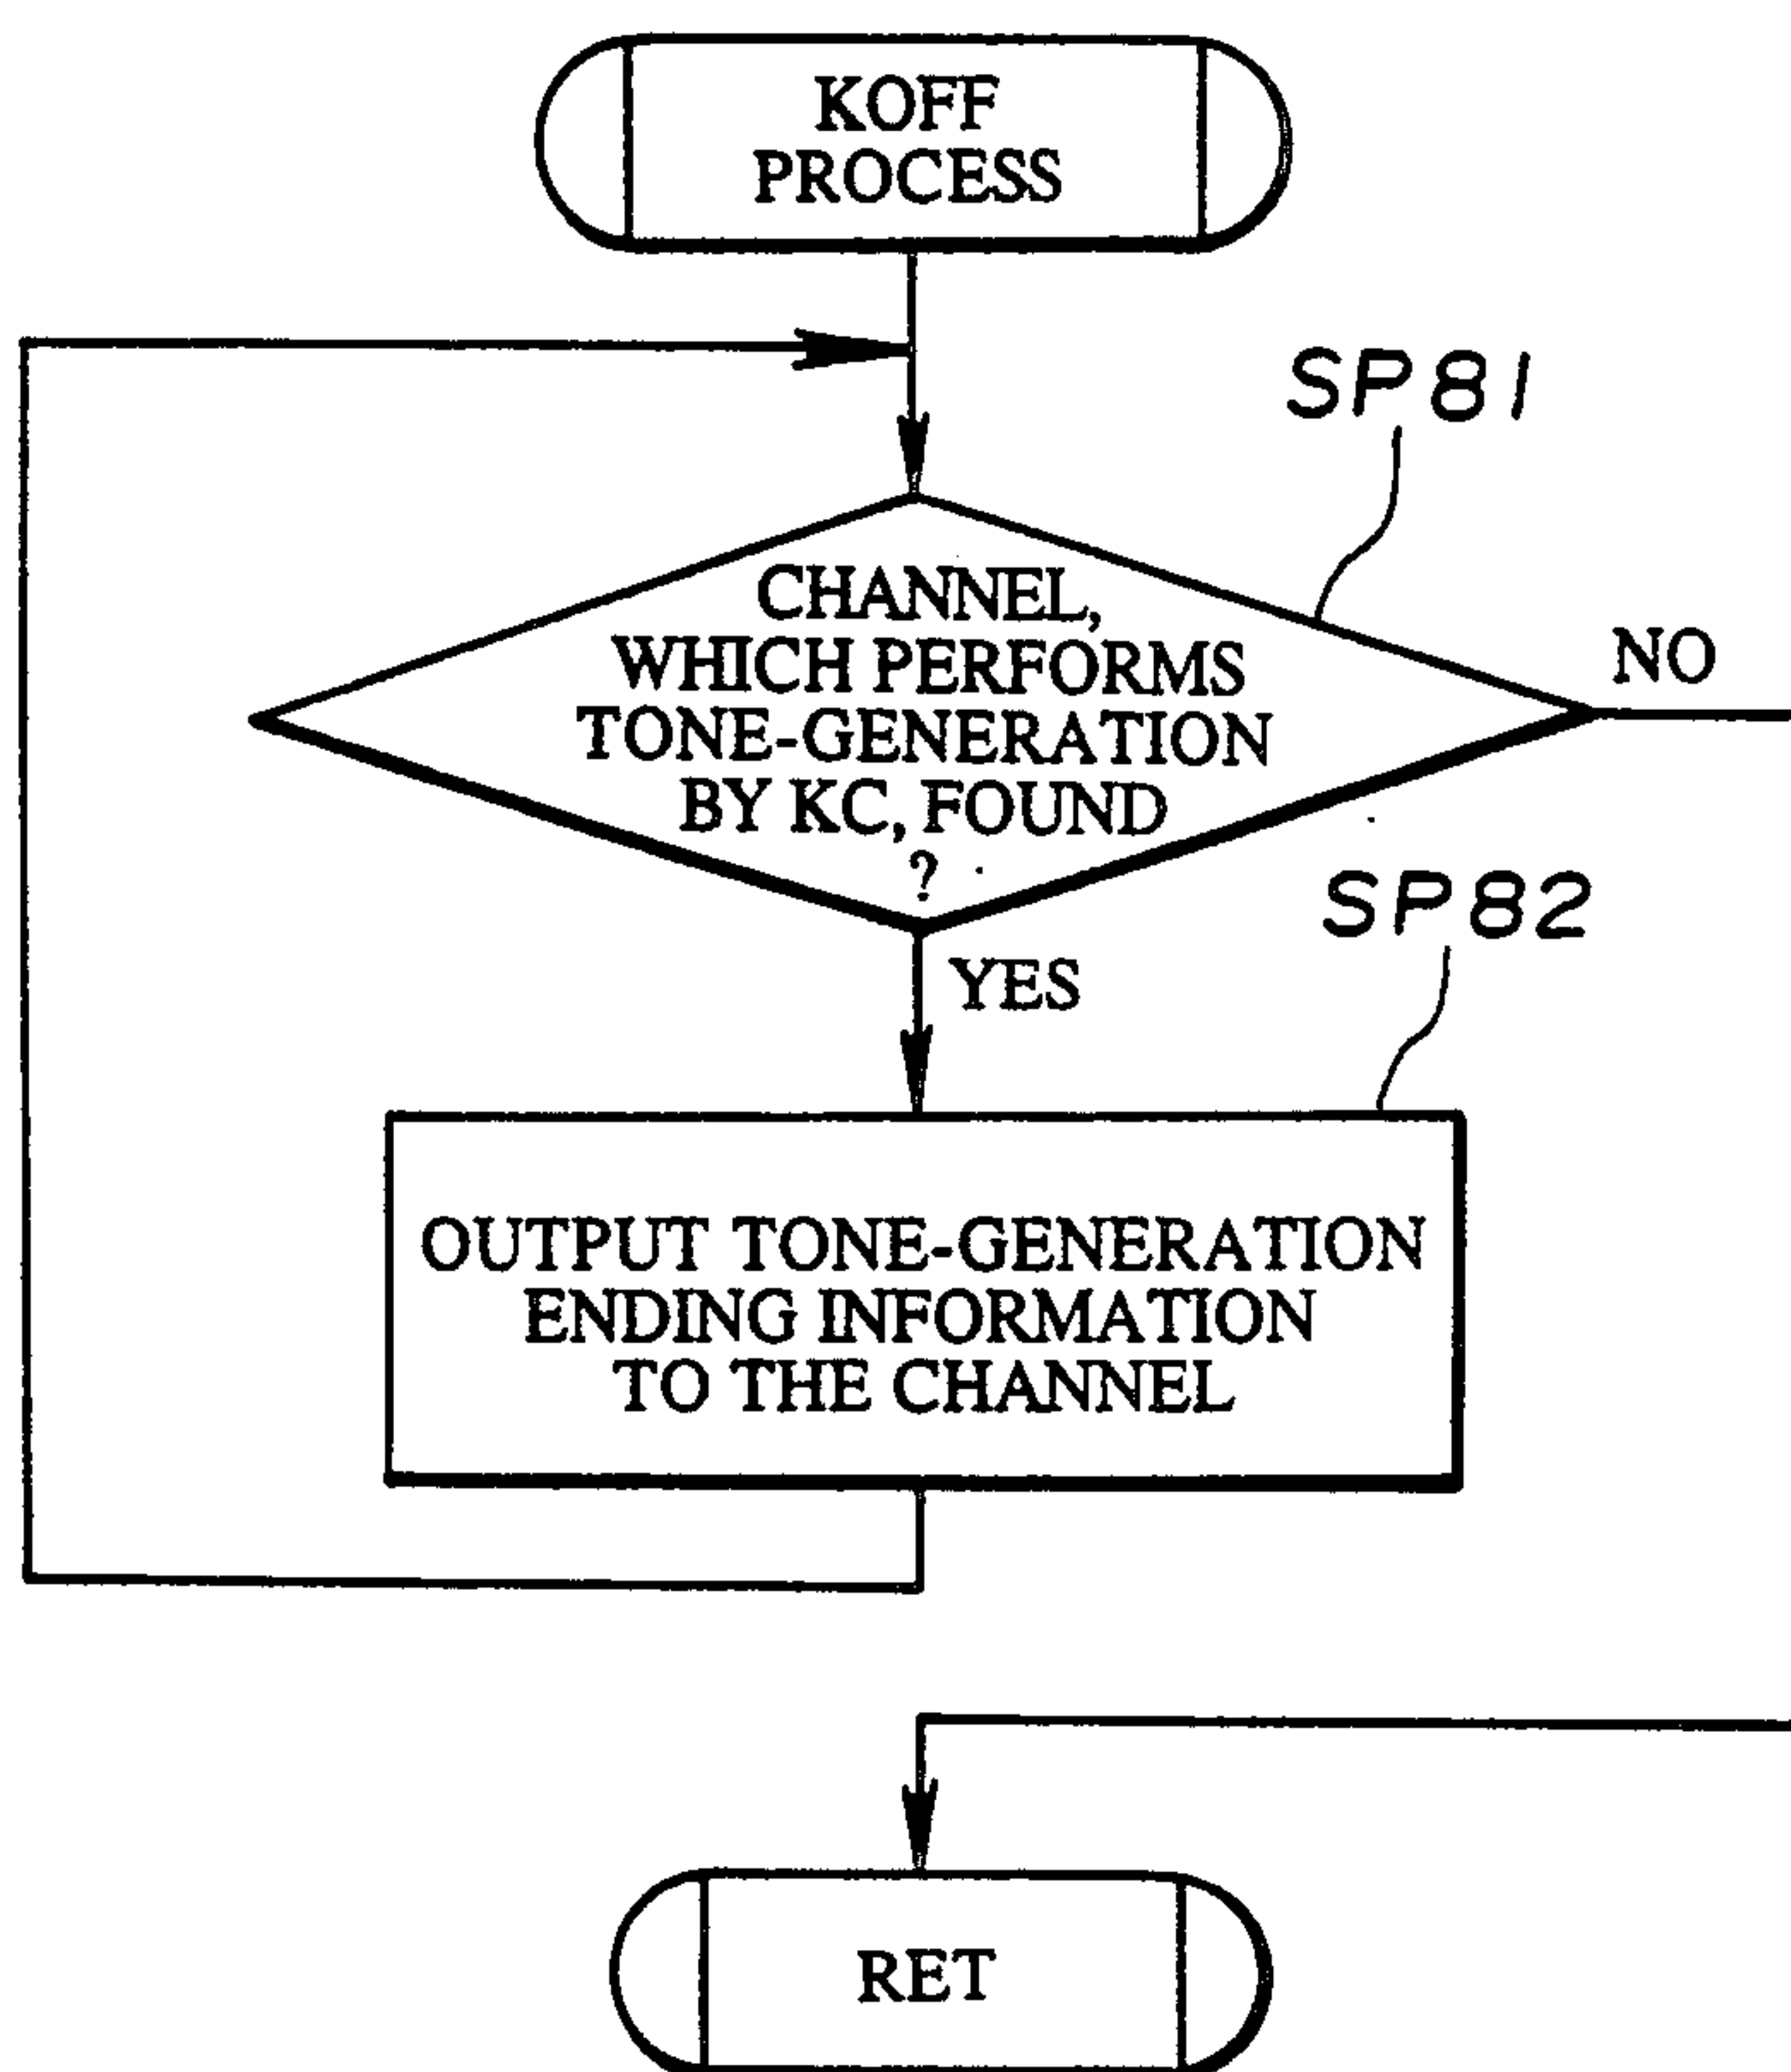 KOFF
PROCESS
SP81
CHANNEL,
WHICH PERFORMS
TONE-GENERATION
BY KC, FOUND
?
NO
SP82
YES
OUTPUT TONE-GENERATION
ENDING INFORMATION
TO THE CHANNEL
RET